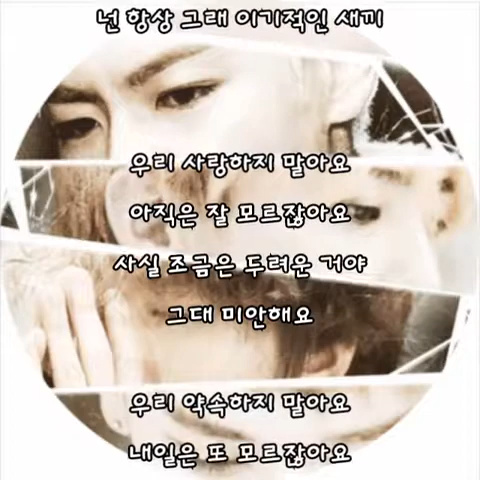 넌 항상 그래 이기적인 새끼
우리 사랑하지 말아요
아직은 잘 모르잖아요
사실 조금은 두려운 거야
그대 미안해요
우리 약속하지 말아요
내일은 또 모르잖아요